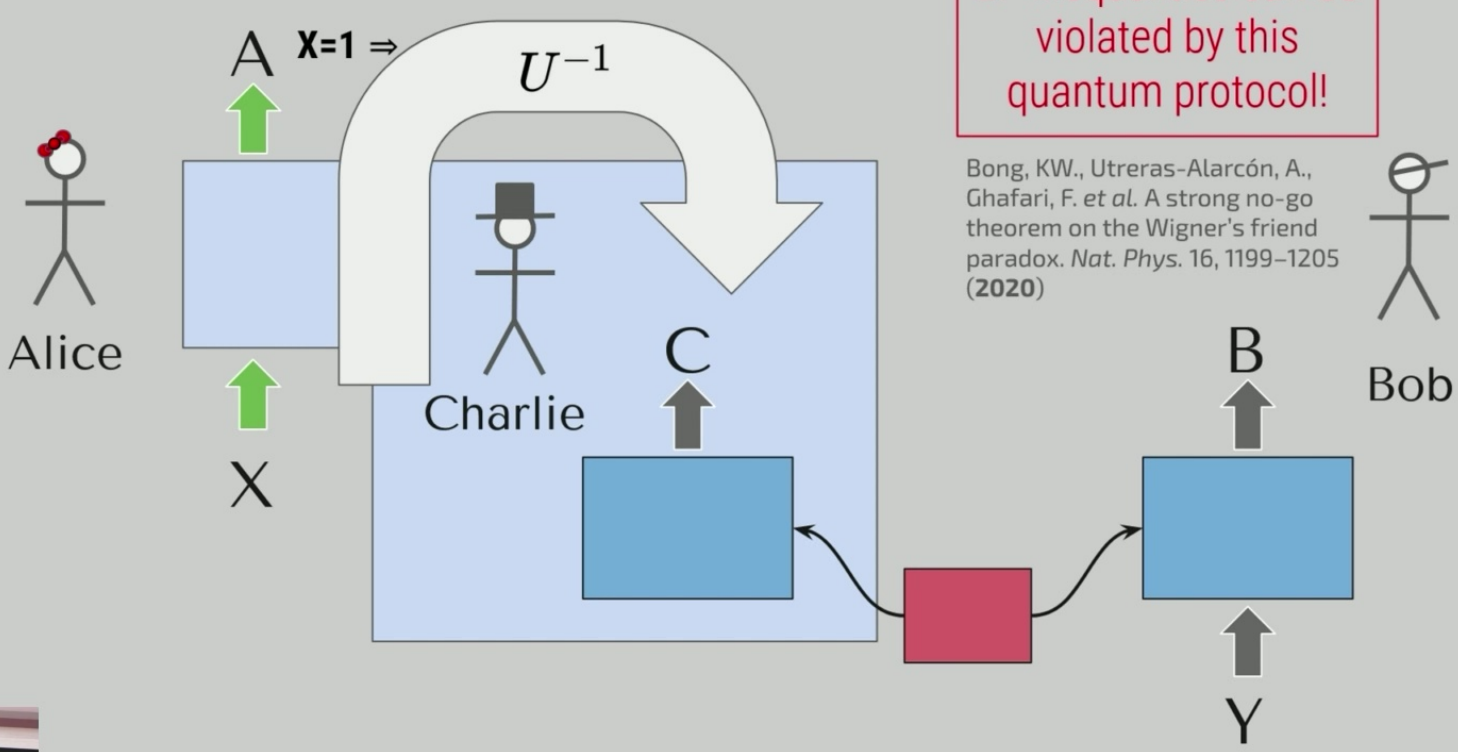 violated by this
quantum protocol!
A X=1 ⇒
U⁻¹
Bong, KW., Utreras-Alarcón, A.,
Ghafari, F. et al. A strong no-go
theorem on the Wigner's friend
paradox. Nat. Phys. 16, 1199–1205
(2020)
Alice
Charlie
C
B
Bob
X
Y